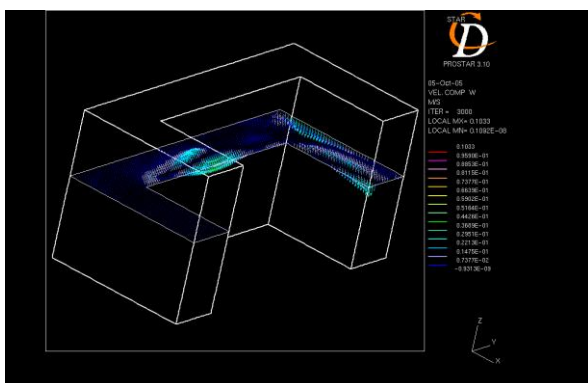 STAR
CD
PROSTAR 3.10
05-Oct-05
VEL. COMP W
M/S
ITER = 3000
LOCAL MX= 0.1033
LOCAL MN= 0.1092E-08
0.1033
0.9590E-01
0.8853E-01
0.8115E-01
0.7377E-01
0.6639E-01
0.5902E-01
0.5164E-01
0.4426E-01
0.3689E-01
0.2951E-01
0.2213E-01
0.1475E-01
0.7377E-02
-0.9313E-09
Z
Y
X